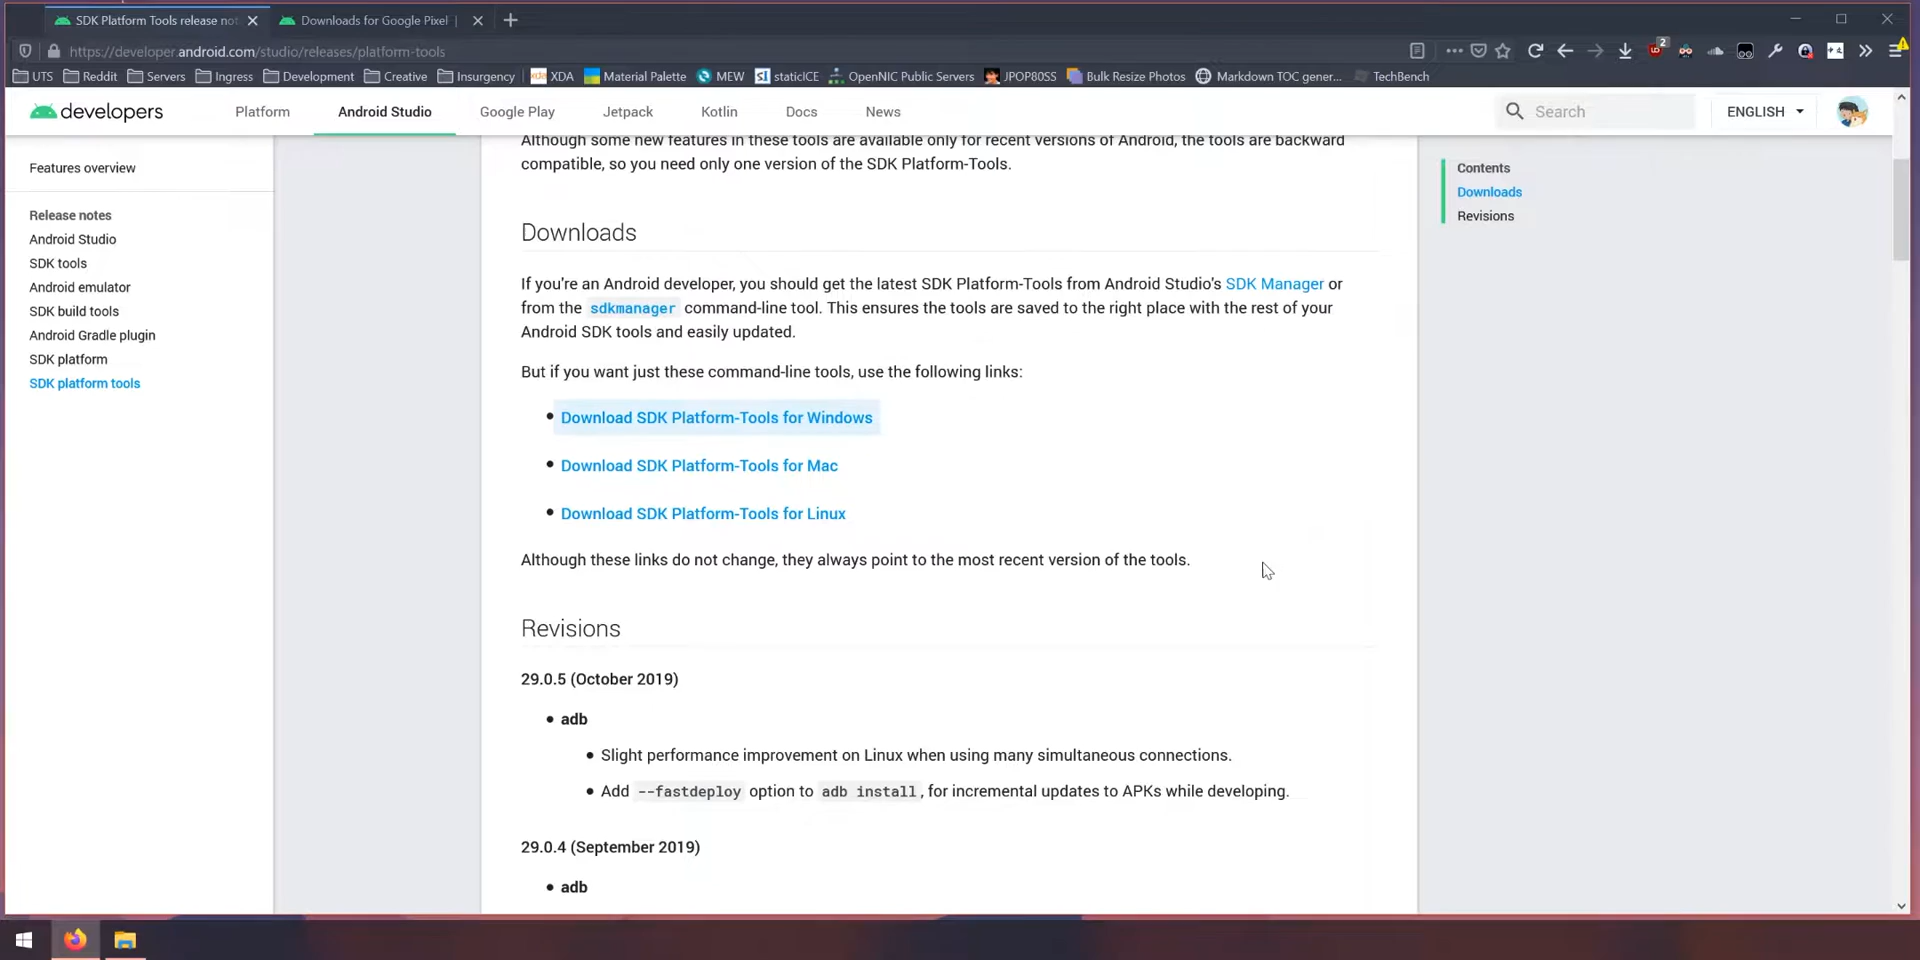 SDK Platform Tools release not
Downloads for Google Pixel
https://developer.android.com/studio/releases/platform-tools
2
UTS
Reddit
Servers
Ingress
Development
Creative
Insurgency
XDA
Material Palette
MEW
staticICE
OpenNIC Public Servers
JPOP80SS
Bulk Resize Photos
Markdown TOC gener...
TechBench
developers
Platform
Android Studio
Google Play
Jetpack
Kotlin
Docs
News
Search
ENGLISH
Features overview
Release notes
Android Studio
SDK tools
Android emulator
SDK build tools
Android Gradle plugin
SDK platform
SDK platform tools
Although some new features in these tools are available only for recent versions of Android, the tools are backward
compatible, so you need only one version of the SDK Platform-Tools.
Downloads
If you're an Android developer, you should get the latest SDK Platform-Tools from Android Studio's SDK Manager or
from the sdkmanager command-line tool. This ensures the tools are saved to the right place with the rest of your
Android SDK tools and easily updated.
But if you want just these command-line tools, use the following links:
• Download SDK Platform-Tools for Windows
• Download SDK Platform-Tools for Mac
• Download SDK Platform-Tools for Linux
Although these links do not change, they always point to the most recent version of the tools.
Revisions
29.0.5 (October 2019)
• adb
• Slight performance improvement on Linux when using many simultaneous connections.
• Add --fastdeploy option to adb install, for incremental updates to APKs while developing.
29.0.4 (September 2019)
• adb
Contents
Downloads
Revisions